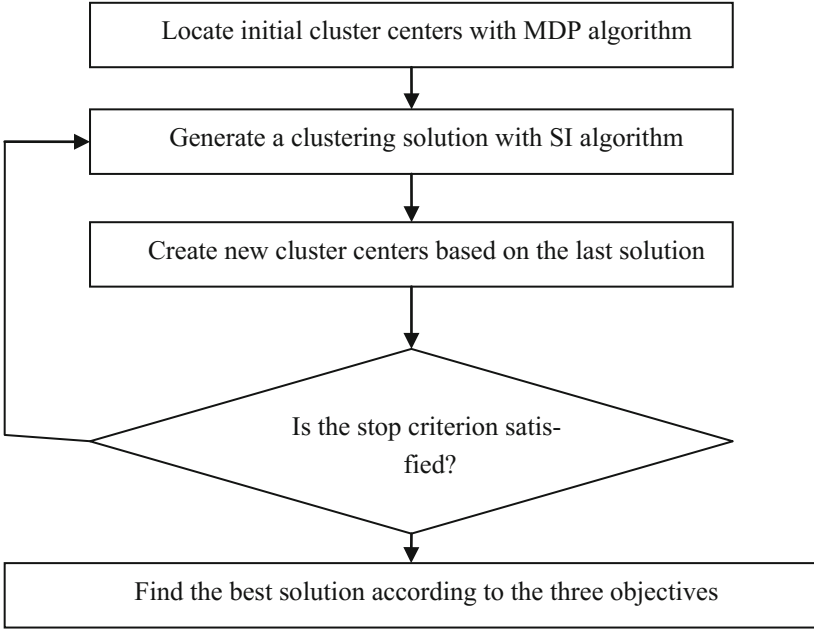 Locate initial cluster centers with MDP algorithm
Generate a clustering solution with SI algorithm
Create new cluster centers based on the last solution
Is the stop criterion satis-
fied?
Find the best solution according to the three objectives